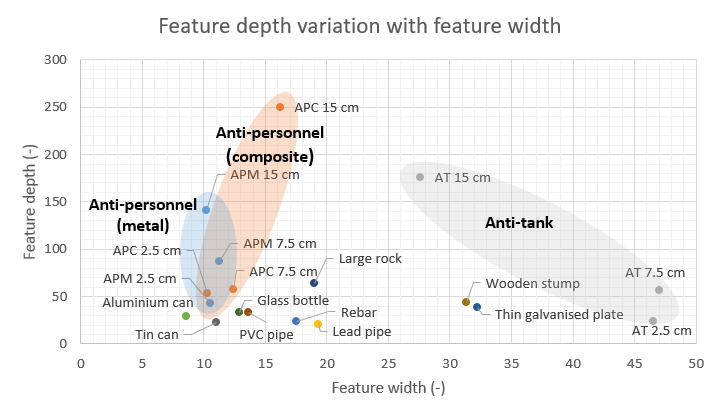 Feature depth variation with feature width
300
250
200
150
100
50
0
Feature depth (-)
APC 15 cm
Anti-personnel
(composite)
APM 15 cm
AT 15 cm
Anti-personnel
(metal)
Anti-tank
APM 7.5 cm
APC 2.5 cm
Large rock
APC 7.5 cm
AT 7.5 cm
APM 2.5 cm
Wooden stump
Aluminium can
Glass bottle
Rebar
Thin galvanised plate
Tin can
PVC pipe
Lead pipe
AT 2.5 cm
0 5 10 15 20 25 30 35 40 45 50
Feature width (-)